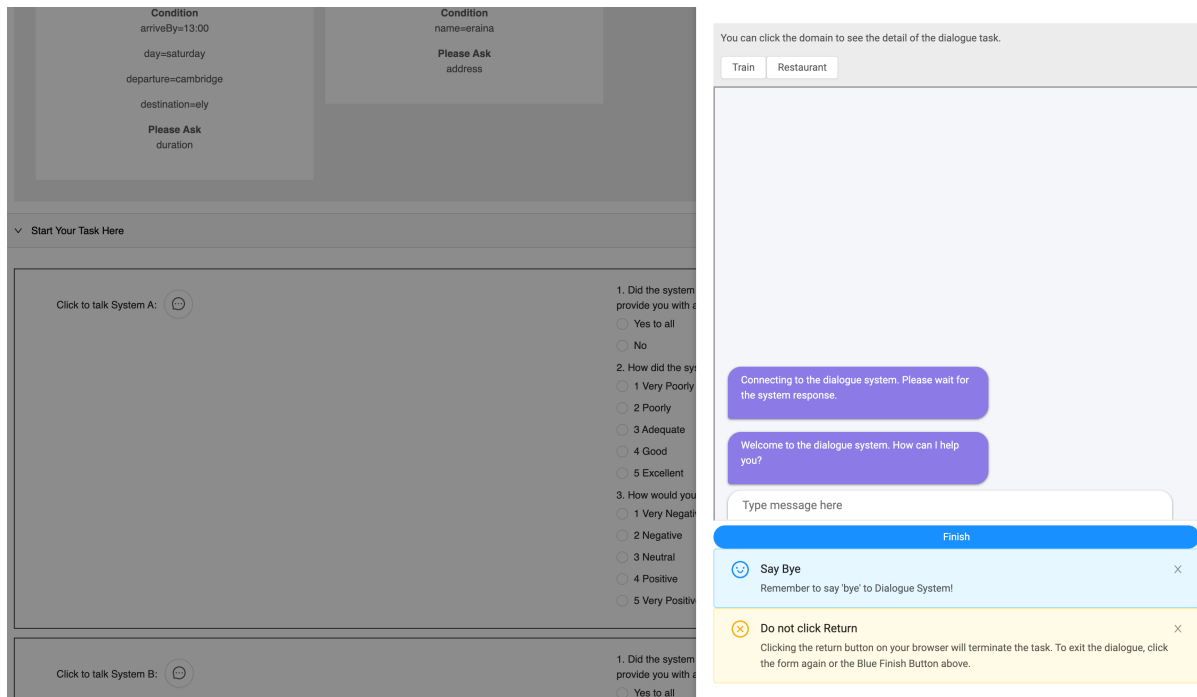 Condition
arriveBy=13:00
day=saturday
departure=cambridge
destination=ely
Please Ask
duration
Condition
name=eraina
Please Ask
address
Start Your Task Here
Click to talk System A:
1. Did the system
provide you with a
Yes to all
No
2. How did the sys
1 Very Poorly
2 Poorly
3 Adequate
4 Good
5 Excellent
3. How would you
1 Very Negati
2 Negative
3 Neutral
4 Positive
5 Very Positiv
Click to talk System B:
1. Did the system
provide you with a
Yes to all
You can click the domain to see the detail of the dialogue task.
Train
Restaurant
Connecting to the dialogue system. Please wait for
the system response.
Welcome to the dialogue system. How can I help
you?
Type message here
Finish
Say Bye
Remember to say 'bye' to Dialogue System!
Do not click Return
Clicking the return button on your browser will terminate the task. To exit the dialogue, click
the form again or the Blue Finish Button above.